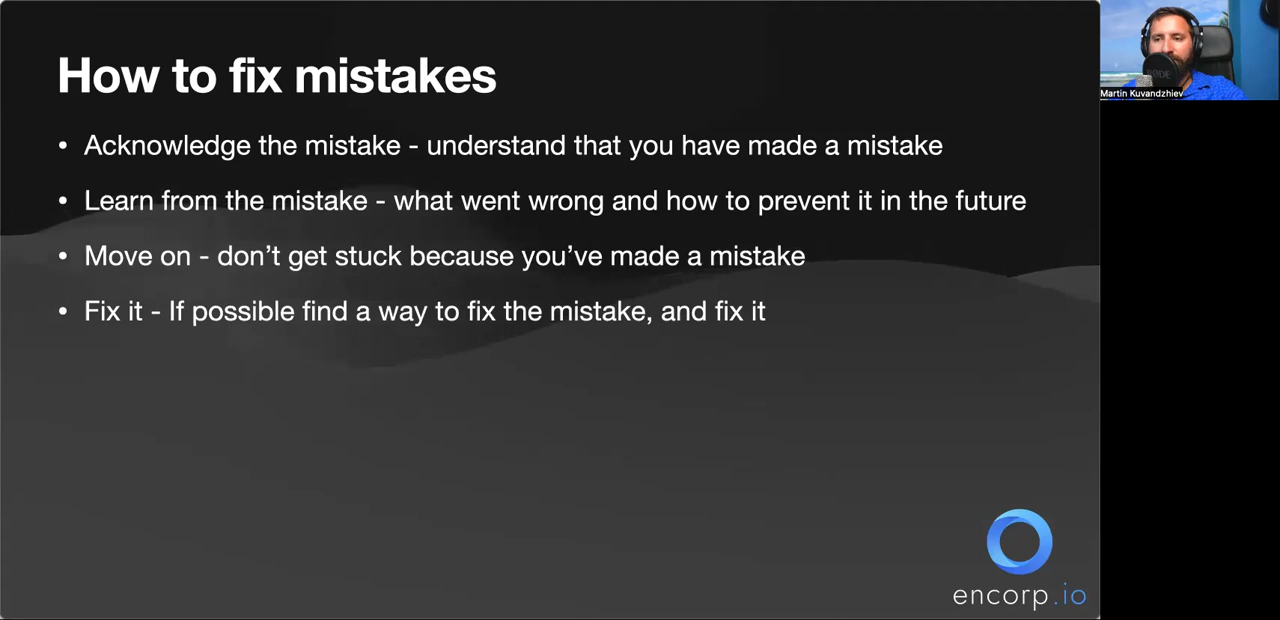 How to fix mistakes
• Acknowledge the mistake - understand that you have made a mistake
• Learn from the mistake - what went wrong and how to prevent it in the future
• Move on - don’t get stuck because you’ve made a mistake
• Fix it - If possible find a way to fix the mistake, and fix it
encorp.io
RØDE
Martin Kuvandzhiev